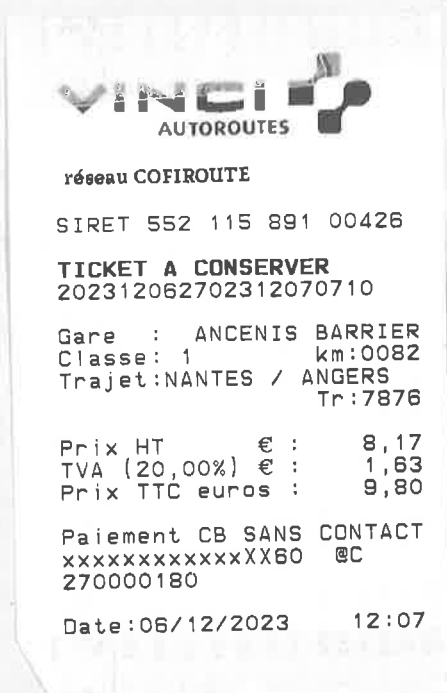 VINCI
AUTOROUTES
réseau COFIROUTE
SIRET 552 115 891 00426
TICKET A CONSERVER
202312062702312070710
Gare : ANCENIS BARRIER
Classe: 1 km:0082
Trajet:NANTES / ANGERS
Tr:7876
Prix HT € : 8,17
TVA (20,00%) € : 1,63
Prix TTC euros : 9,80
Paiement CB SANS CONTACT
xxxxxxxxxxxxXX60 @C
270000180
Date:06/12/2023 12:07